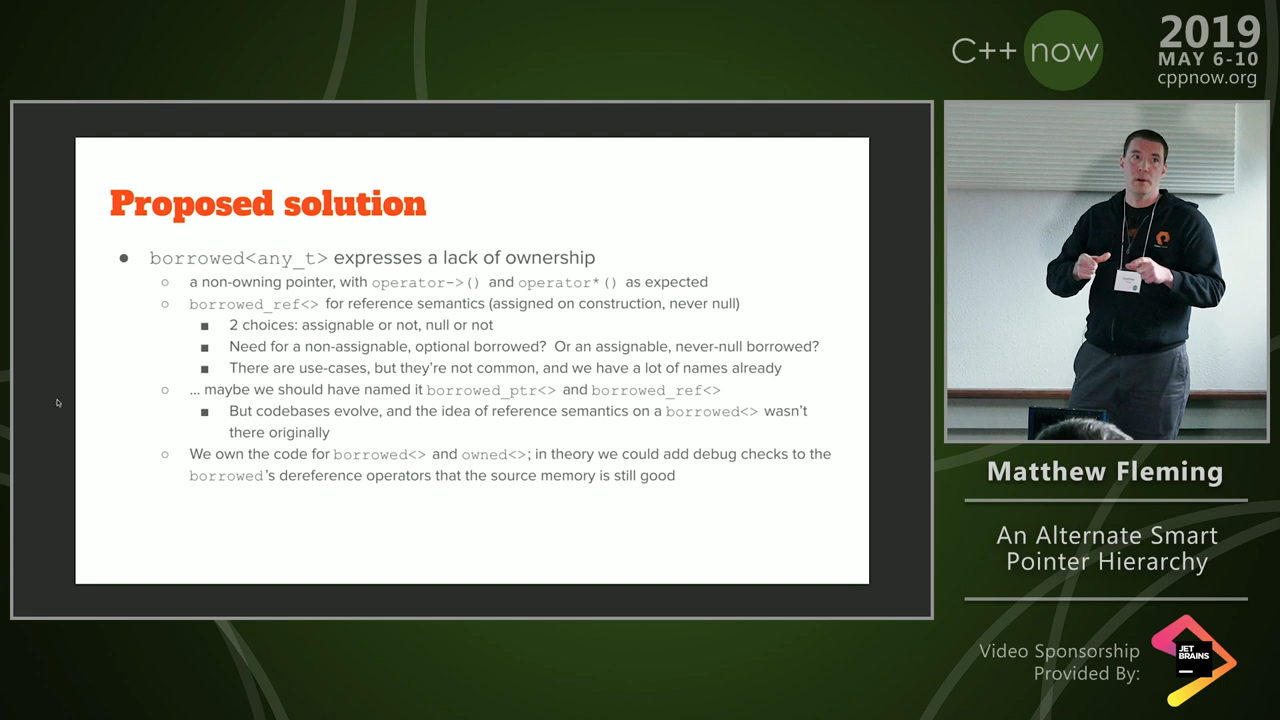 C++ now
2019
MAY 6-10
cppnow.org
Proposed solution
● borrowed<any_t> expresses a lack of ownership
○ a non-owning pointer, with operator->() and operator*() as expected
○ borrowed_ref<> for reference semantics (assigned on construction, never null)
■ 2 choices: assignable or not, null or not
■ Need for a non-assignable, optional borrowed? Or an assignable, never-null borrowed?
■ There are use-cases, but they're not common, and we have a lot of names already
○ ... maybe we should have named it borrowed_ptr<> and borrowed_ref<>
■ But codebases evolve, and the idea of reference semantics on a borrowed<> wasn't
there originally
○ We own the code for borrowed<> and owned<>; in theory we could add debug checks to the
borrowed's dereference operators that the source memory is still good
Matthew Fleming
An Alternate Smart
Pointer Hierarchy
Video Sponsorship
Provided By:
JET
BRAINS